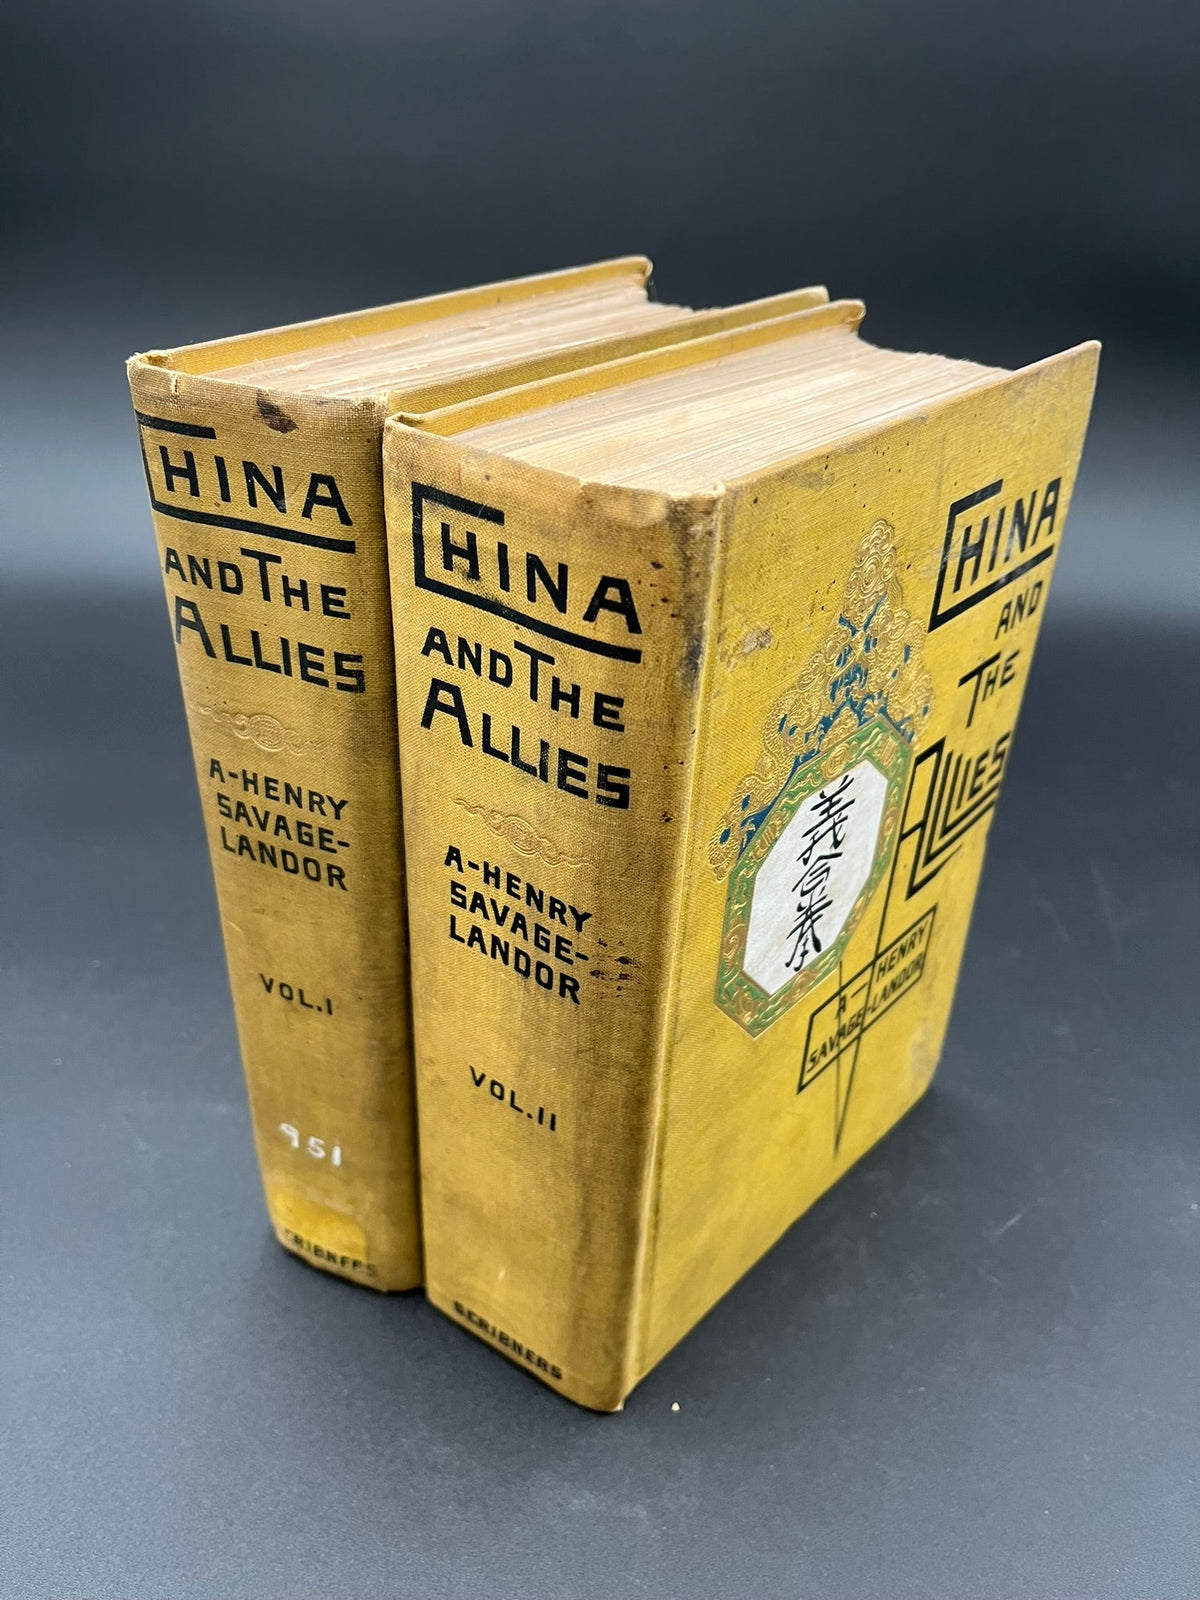 CHINA
AND THE
ALLIES
A-HENRY
SAVAGE-
LANDOR
VOL.I
951
SCRIBNERS
CHINA
AND THE
ALLIES
A-HENRY
SAVAGE-
LANDOR
VOL.II
SCRIBNERS
CHINA
AND
THE
ALLIES
義合拳
A-HENRY
SAVAGE-LANDOR